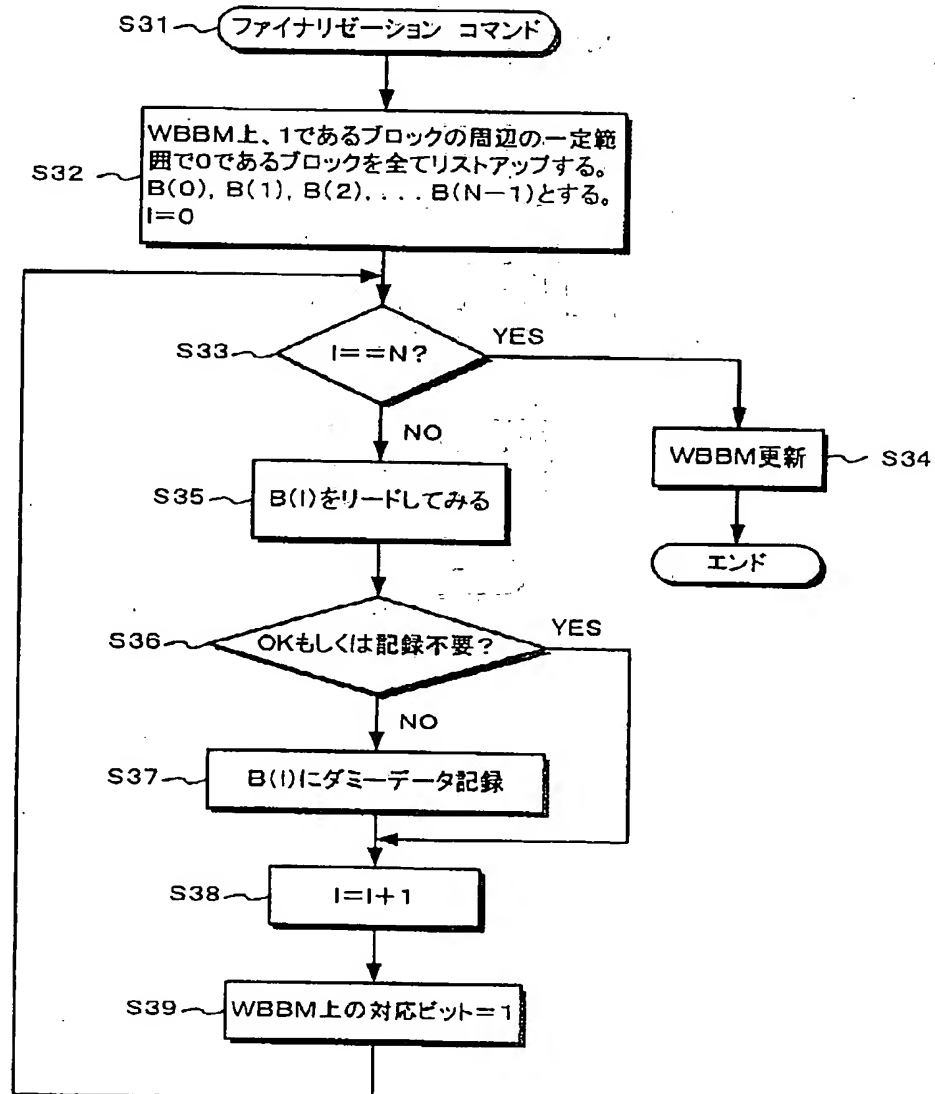 S31 ファイナリゼーション コマンド
S32
WBBM上、1であるブロックの周辺の一定範
囲で0であるブロックを全てリストアップする。
B(0), B(1), B(2), . . . B(N－1)とする。
I=0
S33 I==N? YES
NO
WBBM更新 S34
S35 B(I)をリードしてみる
エンド
S36 OKもしくは記録不要? YES
NO
S37 B(I)にダミーデータ記録
S38 I=I+1
S39 WBBM上の対応ビット=1